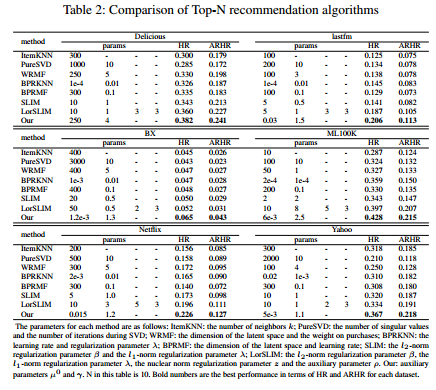 Table 2: Comparison of Top-N recommendation algorithms
method Delicious lastfm
params HR ARHR params HR ARHR
ItemKNN 300 - - - 0.300 0.179 100 - - - 0.125 0.075
PureSVD 1000 10 - - 0.285 0.172 200 10 - - 0.134 0.078
WRMF 250 5 - - 0.330 0.198 100 3 - - 0.138 0.078
BPRKNN 1e-4 0.01 - - 0.326 0.187 1e-4 0.01 - - 0.145 0.083
BPRMF 300 0.1 - - 0.335 0.183 100 0.1 - - 0.129 0.073
SLIM 10 1 - - 0.343 0.213 5 0.5 - - 0.141 0.082
LorSLIM 10 1 3 3 0.360 0.227 5 1 3 3 0.187 0.105
Our 250 4 - - 0.382 0.241 0.03 1.5 - - 0.206 0.113
method BX ML100K
params HR ARHR params HR ARHR
ItemKNN 400 - - - 0.045 0.026 10 - - - 0.287 0.124
PureSVD 3000 10 - - 0.043 0.023 100 10 - - 0.324 0.132
WRMF 400 5 - - 0.047 0.027 50 1 - - 0.327 0.133
BPRKNN 1e-3 0.01 - - 0.047 0.028 2e-4 1e-4 - - 0.359 0.150
BPRMF 400 0.1 - - 0.048 0.027 200 0.1 - - 0.330 0.135
SLIM 20 0.5 - - 0.050 0.029 2 2 - - 0.343 0.147
LorSLIM 50 0.5 2 3 0.052 0.031 10 8 5 3 0.397 0.207
Our 1.2e-3 1.3 - - 0.065 0.043 6e-3 2.5 - - 0.428 0.215
method Netflix Yahoo
params HR ARHR params HR ARHR
ItemKNN 200 - - - 0.156 0.085 300 - - - 0.318 0.185
PureSVD 500 10 - - 0.158 0.089 2000 10 - - 0.210 0.118
WRMF 300 5 - - 0.172 0.095 100 4 - - 0.250 0.128
BPRKNN 2e-3 0.01 - - 0.165 0.090 0.02 1e-3 - - 0.310 0.182
BPRMF 300 0.1 - - 0.140 0.072 300 0.1 - - 0.308 0.180
SLIM 5 1.0 - - 0.173 0.098 10 1 - - 0.320 0.187
LorSLIM 10 3 5 3 0.196 0.111 10 1 2 3 0.334 0.191
Our 0.015 1.2 - - 0.226 0.127 5e-3 1.1 - - 0.367 0.218
The parameters for each method are as follows: ItemKNN: the number of neighbors k; PureSVD: the number of singular values
and the number of iterations during SVD; WRMF: the dimension of the latent space and the weight on purchases; BPRKNN: the
learning rate and regularization parameter λ; BPRMF: the dimension of the latent space and learning rate; SLIM: the l₂-norm
regularization parameter β and the l₁-norm regularization parameter λ; LorSLIM: the l₂-norm regularization parameter β, the
l₁-norm regularization parameter λ, the nuclear norm regularization parameter z and the auxiliary parameter ρ. Our: auxiliary
parameters μ⁰ and γ. N in this table is 10. Bold numbers are the best performance in terms of HR and ARHR for each dataset.